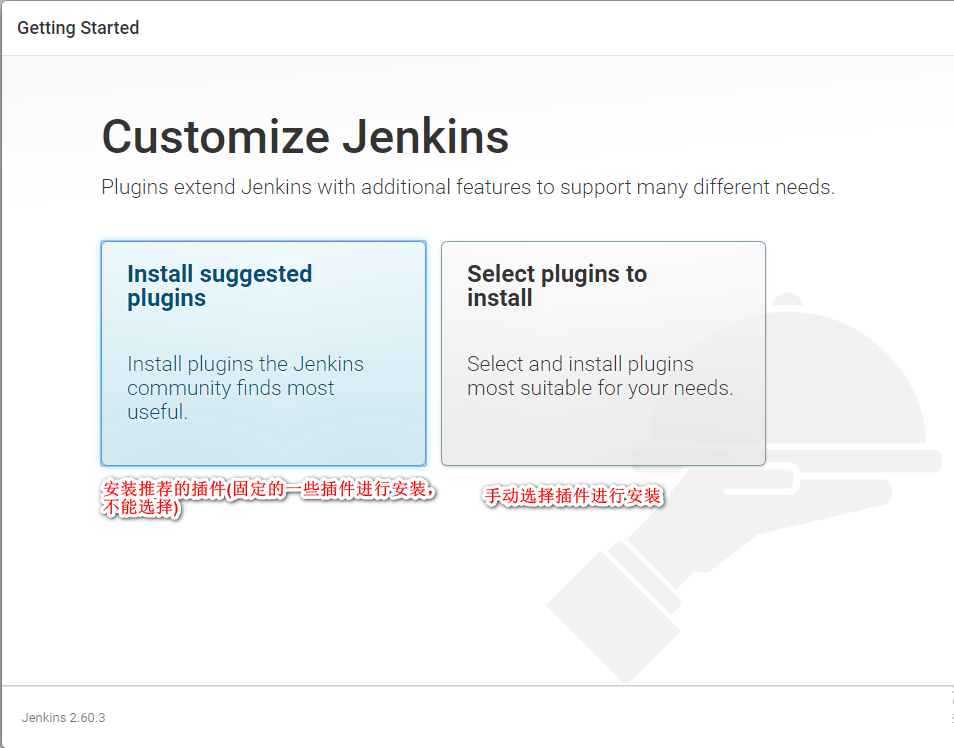 Getting Started
Customize Jenkins
Plugins extend Jenkins with additional features to support many different needs.
Install suggested
plugins
Install plugins the Jenkins
community finds most
useful.
Select plugins to
install
Select and install plugins
most suitable for your needs.
安装推荐的插件(固定的一些插件进行安装，
不能选择)
手动选择插件进行安装
Jenkins 2.60.3